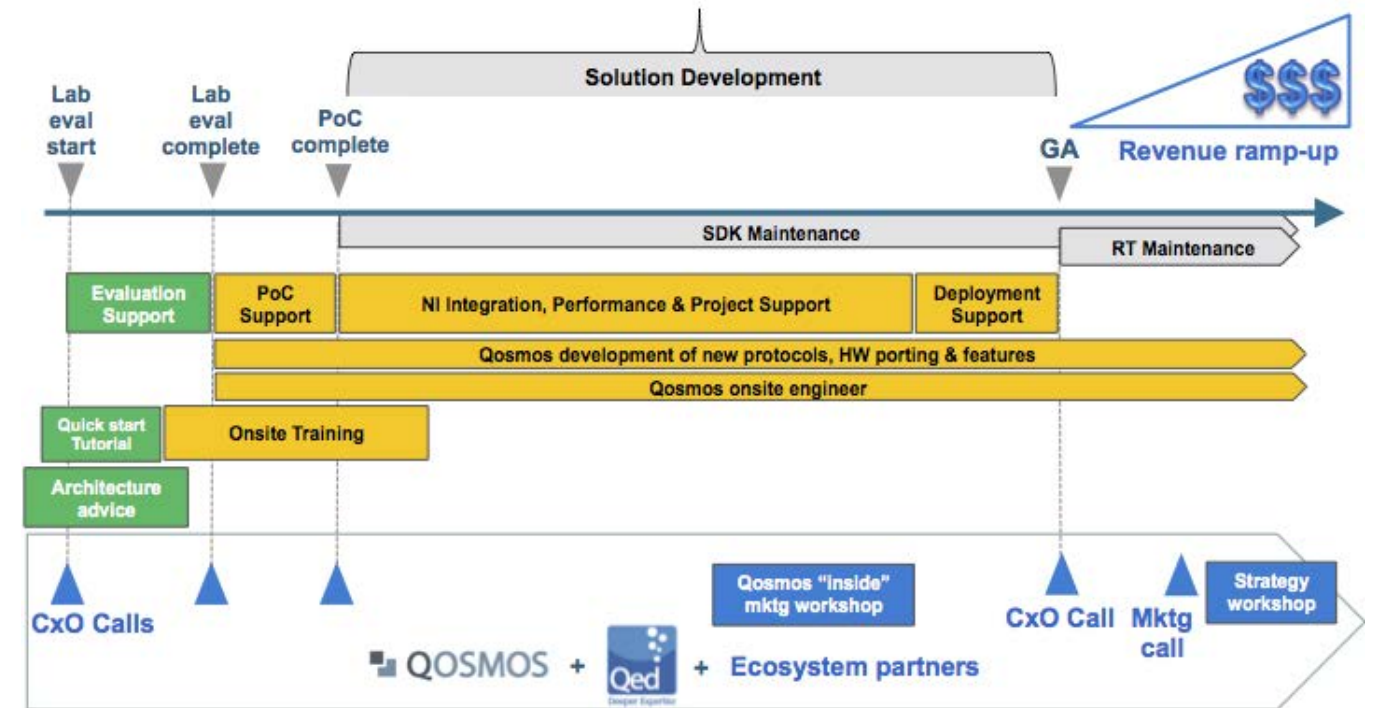 Solution Development
$$$
Lab
eval
start
Lab
eval
complete
PoC
complete
GA
Revenue ramp-up
SDK Maintenance
RT Maintenance
Evaluation
Support
PoC
Support
NI Integration, Performance & Project Support
Deployment
Support
Qosmos development of new protocols, HW porting & features
Qosmos onsite engineer
Quick start
Tutorial
Onsite Training
Architecture
advice
Qosmos "inside"
mktg workshop
Strategy
workshop
CxO Calls
CxO Call
Mktg
call
QOSMOS + Qed + Ecosystem partners
Deeper Expertise